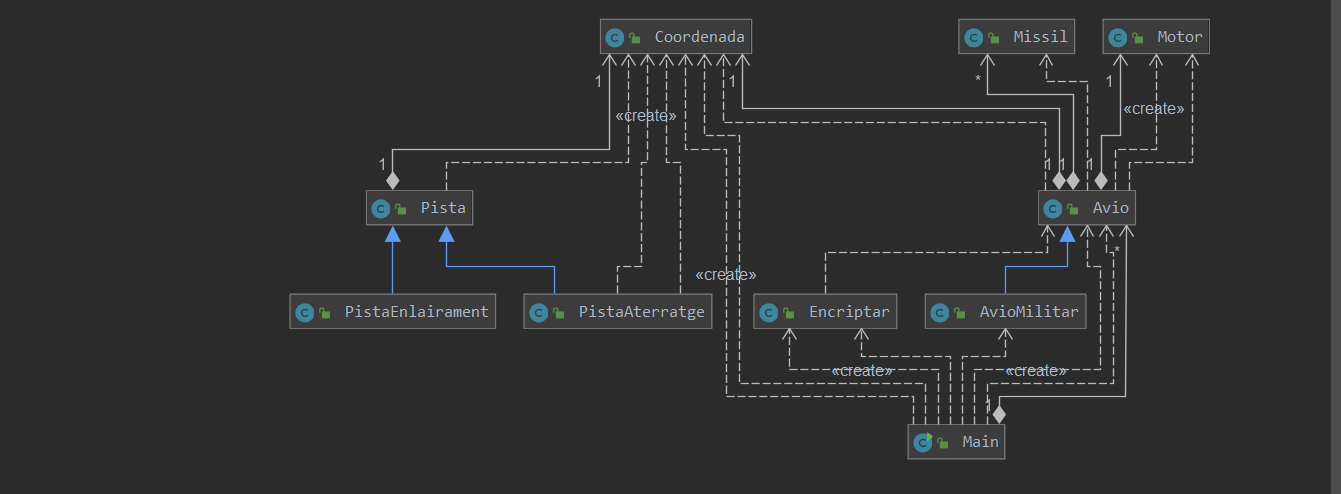 Coordenada
Missil
Motor
1
1
*
1
«create»
«create»
1
1
1
1
Pista
Avio
*
«create»
PistaEnlairament
PistaAterratge
Encriptar
AvioMilitar
«create»
«create»
1
Main